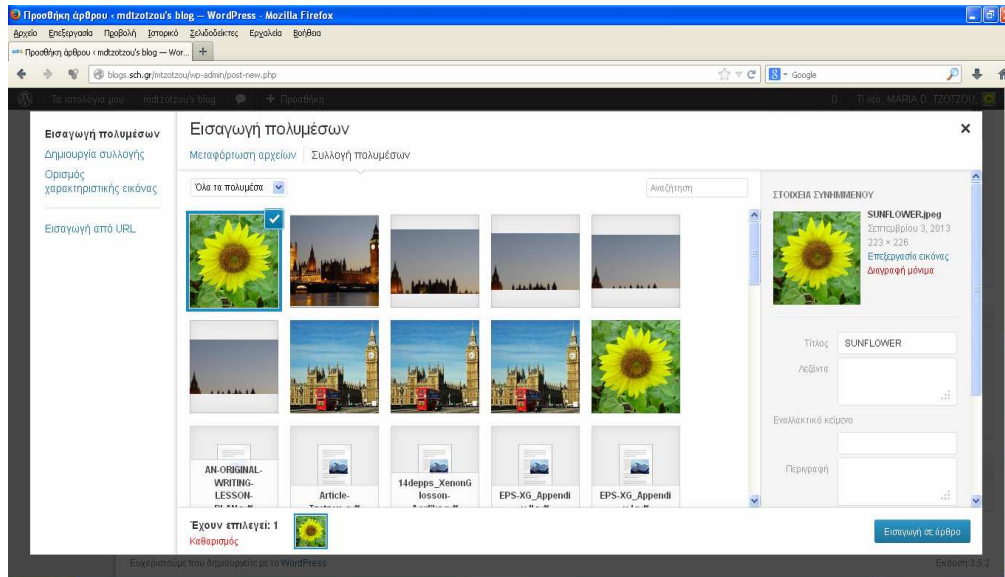 Προσθήκη άρθρου ‹ mdtzotzou's blog — WordPress - Mozilla Firefox
Αρχείο Επεξεργασία Προβολή Ιστορικό Σελιδοδείκτες Εργαλεία Βοήθεια
Προσθήκη άρθρου ‹ mdtzotzou's blog — Wor...
blogs.sch.gr/mtzotzou/wp-admin/post-new.php
Google
Τα ιστολόγια μου mdtzotzou's blog Προσθήκη 0 Τι νέα, MARIA D. TZOTZOU;
Εισαγωγή πολυμέσων
Δημιουργία συλλογής
Ορισμός
χαρακτηριστικής εικόνας
Εισαγωγή από URL
Εισαγωγή πολυμέσων
Μεταφόρτωση αρχείων Συλλογή πολυμέσων
Όλα τα πολυμέσα
Αναζήτηση
AN-ORIGINAL-
WRITING-
LESSON-
Article-
14depps_XenonG
losson-
EPS-XG_Appendi
EPS-XG_Appendi
ΣΤΟΙΧΕΙΑ ΣΥΝΗΜΜΕΝΟΥ
SUNFLOWER.jpeg
Σεπτεμβρίου 3, 2013
223 × 226
Επεξεργασία εικόνας
Διαγραφή μόνιμα
Τίτλος SUNFLOWER
Λεζάντα
Εναλλακτικό κείμενο
Περιγραφή
Έχουν επιλεγεί: 1
Καθαρισμός
Εισαγωγή σε άρθρο
Ευχαριστούμε που δημιουργείτε με το WordPress
Έκδοση 3.5.2